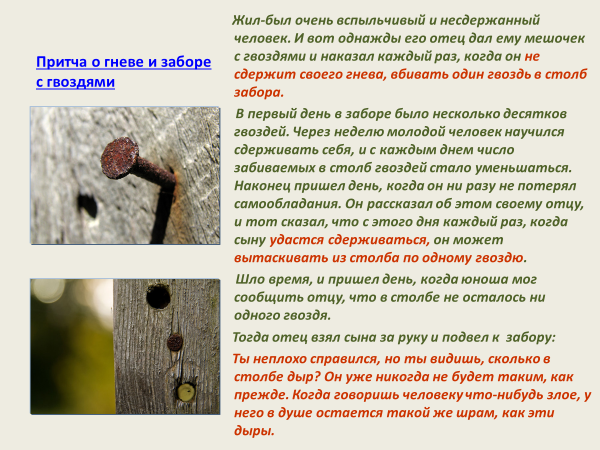 Притча о гневе и заборе
с гвоздями
Жил-был очень вспыльчивый и несдержанный
человек. И вот однажды его отец дал ему мешочек
с гвоздями и наказал каждый раз, когда он не
сдержит своего гнева, вбивать один гвоздь в столб
забора.
В первый день в заборе было несколько десятков
гвоздей. Через неделю молодой человек научился
сдерживать себя, и с каждым днем число
забиваемых в столб гвоздей стало уменьшаться.
Наконец пришел день, когда он ни разу не потерял
самообладания. Он рассказал об этом своему отцу,
и тот сказал, что с этого дня каждый раз, когда
сыну удастся сдерживаться, он может
вытаскивать из столба по одному гвоздю.
Шло время, и пришел день, когда юноша мог
сообщить отцу, что в столбе не осталось ни
одного гвоздя.
Тогда отец взял сына за руку и подвел к забору:
Ты неплохо справился, но ты видишь, сколько в
столбе дыр? Он уже никогда не будет таким, как
прежде. Когда говоришь человеку что-нибудь злое, у
него в душе остается такой же шрам, как эти
дыры.